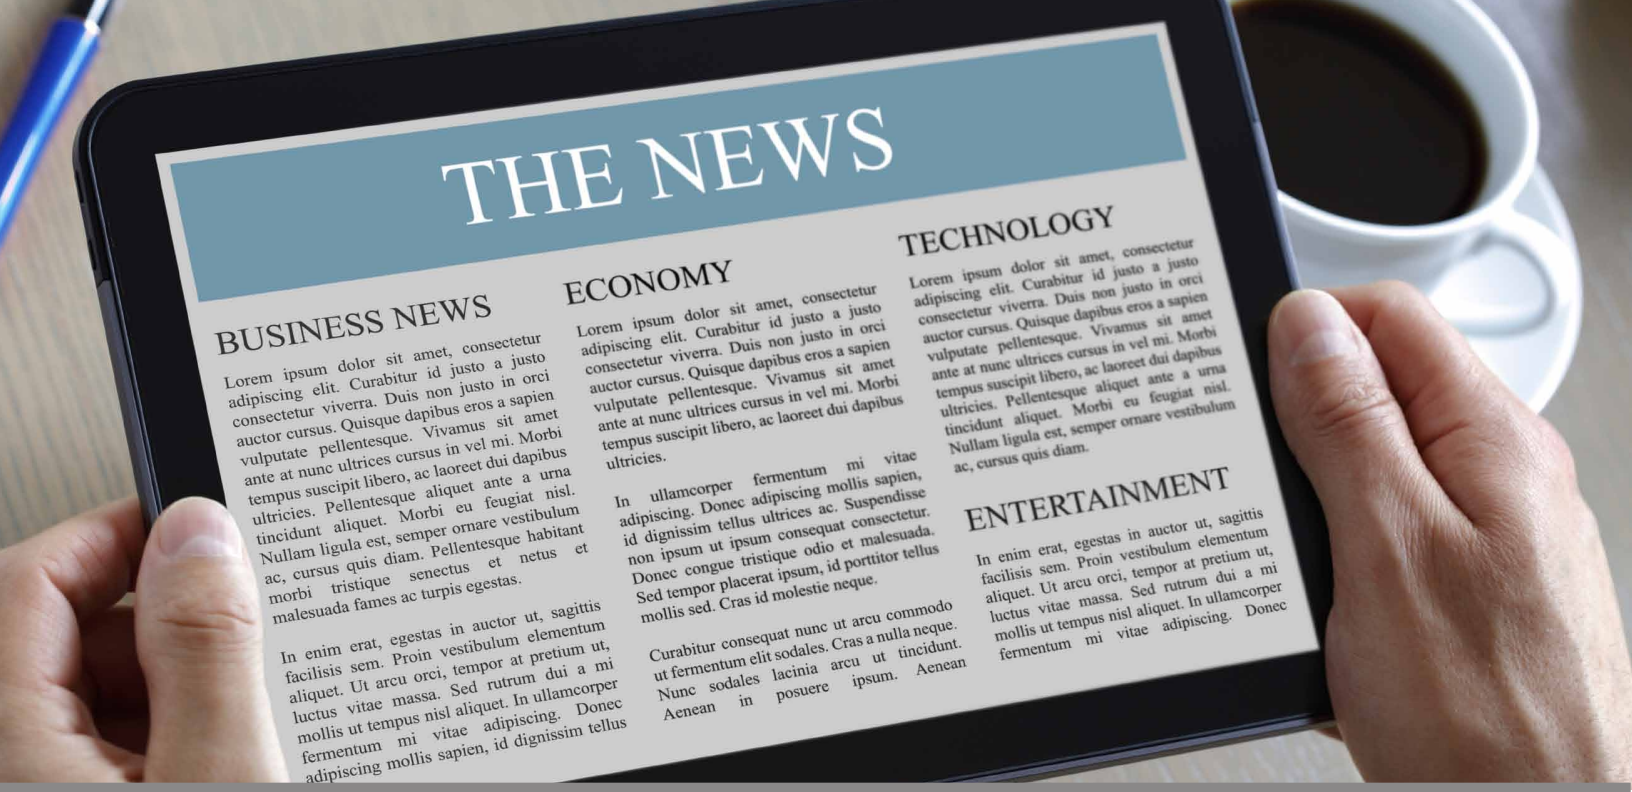 THE NEWS
BUSINESS NEWS
Lorem ipsum dolor sit amet, consectetur
adipiscing elit. Curabitur id justo a justo
consectetur viverra. Duis non justo in orci
auctor cursus. Quisque dapibus eros a sapien
vulputate pellentesque. Vivamus sit amet
ante at nunc ultrices cursus in vel mi. Morbi
tempus suscipit libero, ac laoreet dui dapibus
ultricies. Pellentesque aliquet ante a urna
tincidunt aliquet. Morbi eu feugiat nisl.
Nullam ligula est, semper ornare vestibulum
ac, cursus quis diam. Pellentesque habitant
morbi tristique senectus et netus et
malesuada fames ac turpis egestas.
In enim erat, egestas in auctor ut, sagittis
facilisis sem. Proin vestibulum elementum
aliquet. Ut arcu orci, tempor at pretium ut,
luctus vitae massa. Sed rutrum dui a mi
mollis ut tempus nisl aliquet. In ullamcorper
fermentum mi vitae adipiscing. Donec
adipiscing mollis sapien, id dignissim tellus
ECONOMY
Lorem ipsum dolor sit amet, consectetur
adipiscing elit. Curabitur id justo a justo
consectetur viverra. Duis non justo in orci
auctor cursus. Quisque dapibus eros a sapien
vulputate pellentesque. Vivamus sit amet
ante at nunc ultrices cursus in vel mi. Morbi
tempus suscipit libero, ac laoreet dui dapibus
ultricies.
In ullamcorper fermentum mi vitae
adipiscing. Donec adipiscing mollis sapien,
id dignissim tellus ultrices ac. Suspendisse
non ipsum ut ipsum consequat consectetur.
Donec congue tristique odio et malesuada.
Sed tempor placerat ipsum, id porttitor tellus
mollis sed. Cras id molestie neque.
Curabitur consequat nunc ut arcu commodo
ut fermentum elit sodales. Cras a nulla neque.
Nunc sodales lacinia arcu ut tincidunt.
Aenean in posuere ipsum. Aenean
TECHNOLOGY
Lorem ipsum dolor sit amet, consectetur
adipiscing elit. Curabitur id justo a justo
consectetur viverra. Duis non justo in orci
auctor cursus. Quisque dapibus eros a sapien
vulputate pellentesque. Vivamus sit amet
ante at nunc ultrices cursus in vel mi. Morbi
tempus suscipit libero, ac laoreet dui dapibus
ultricies. Pellentesque aliquet ante a urna
tincidunt aliquet. Morbi eu feugiat nisl.
Nullam ligula est, semper ornare vestibulum
ac, cursus quis diam.
ENTERTAINMENT
In enim erat, egestas in auctor ut, sagittis
facilisis sem. Proin vestibulum elementum
aliquet. Ut arcu orci, tempor at pretium ut,
luctus vitae massa. Sed rutrum dui a mi
mollis ut tempus nisl aliquet. In ullamcorper
fermentum mi vitae adipiscing. Donec